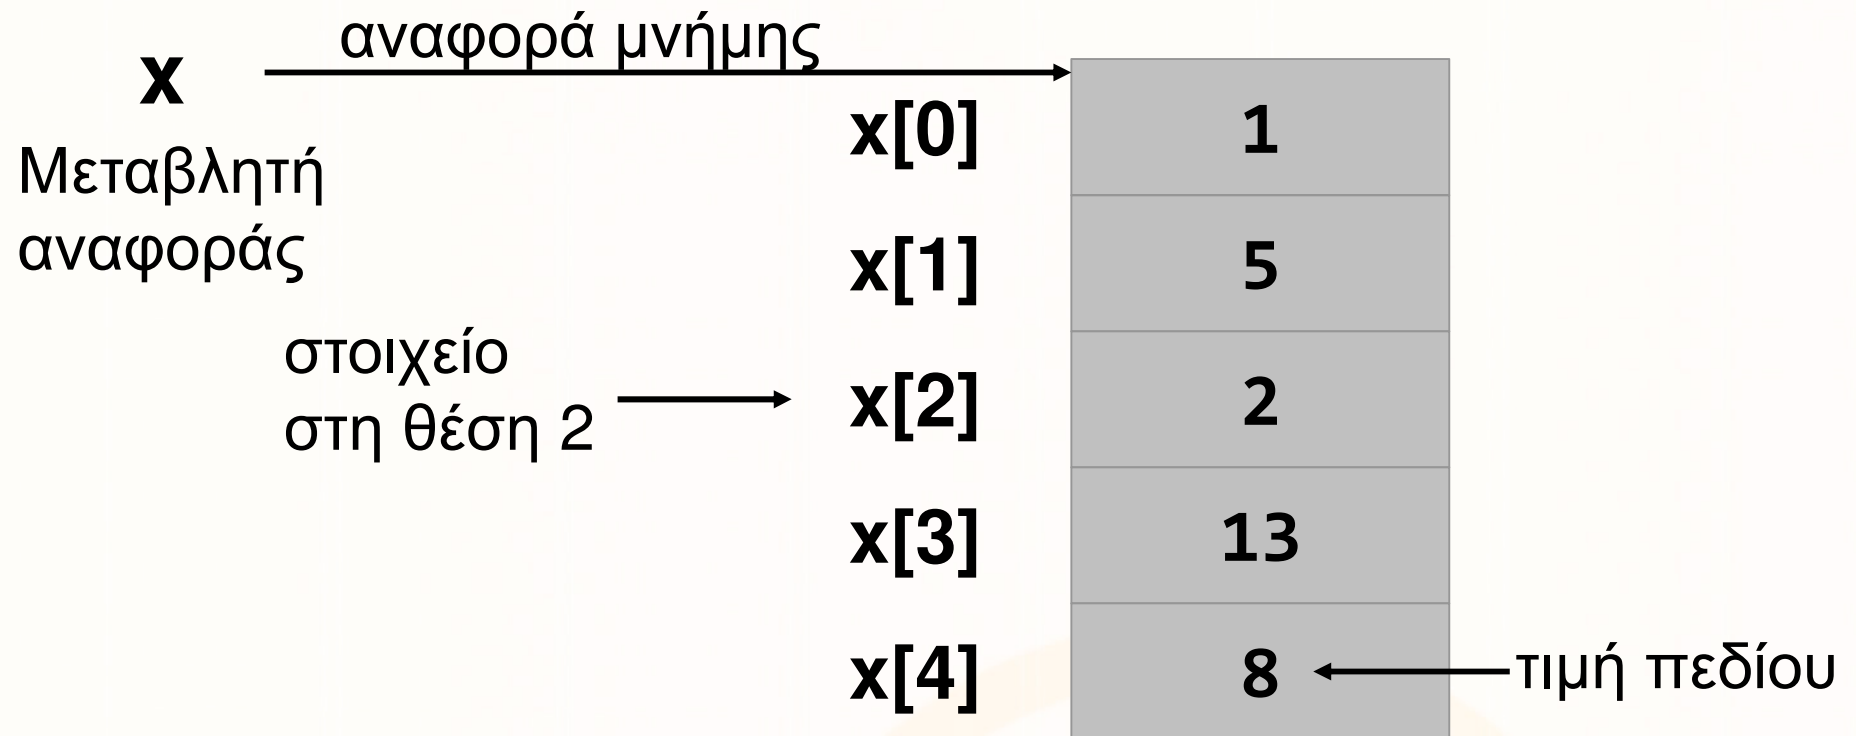 αναφορά μνήμης
x
Μεταβλητή
αναφοράς
x[0] 1
x[1] 5
στοιχείο
στη θέση 2
x[2] 2
x[3] 13
x[4] 8
τιμή πεδίου